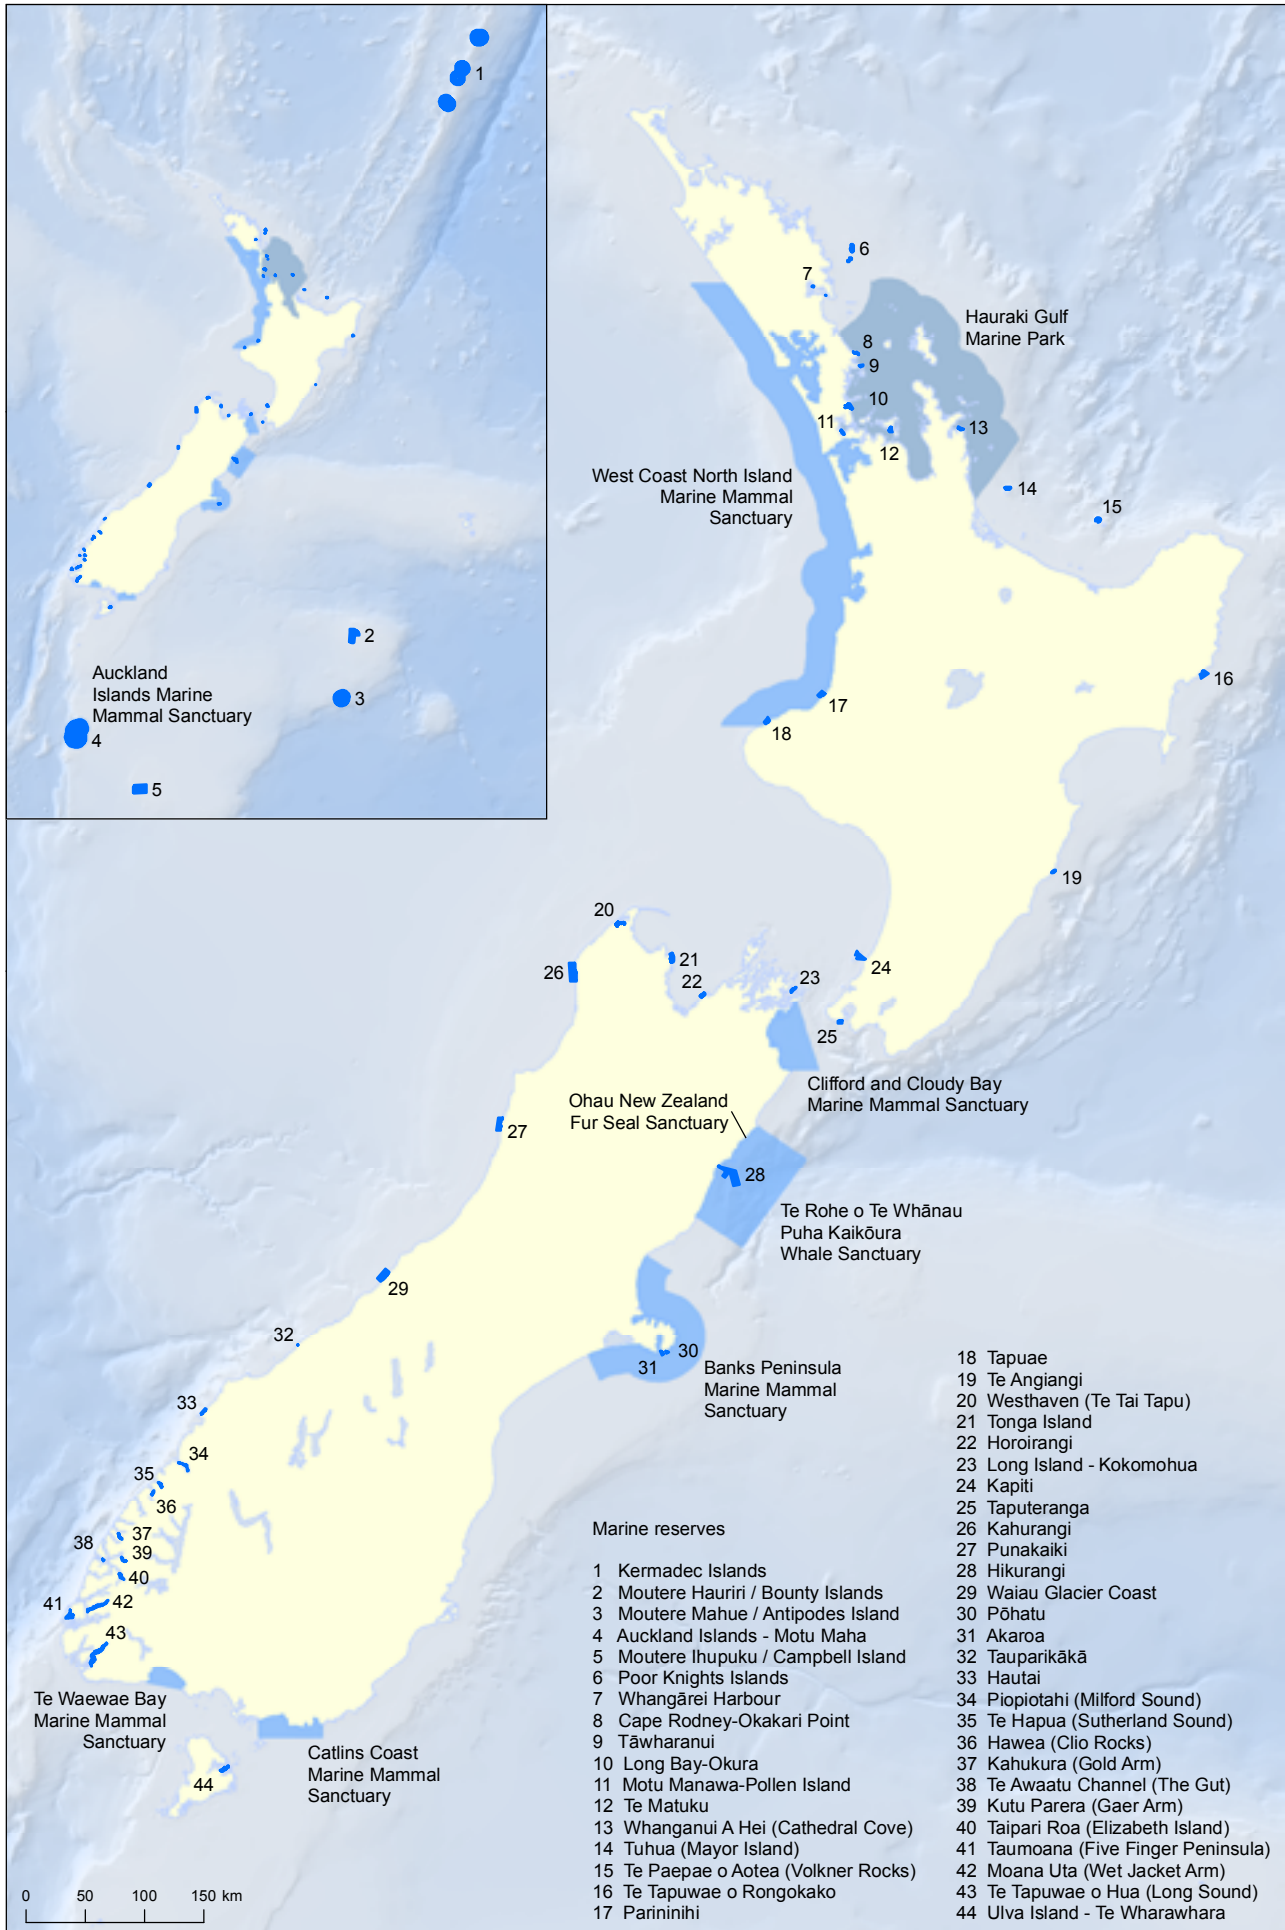 1
2
3
Auckland
Islands Marine
Mammal Sanctuary
4
5
6
7
Hauraki Gulf
Marine Park
8
9
10
11
12
13
West Coast North Island
Marine Mammal
Sanctuary
14
15
16
17
18
19
20
21
22
23
24
25
26
Clifford and Cloudy Bay
Marine Mammal Sanctuary
Ohau New Zealand
Fur Seal Sanctuary
27
28
Te Rohe o Te Whānau
Puha Kaikōura
Whale Sanctuary
29
30
31
Banks Peninsula
Marine Mammal
Sanctuary
32
33
34
35
36
37
38
39
40
41
42
43
Te Waewae Bay
Marine Mammal
Sanctuary
Catlins Coast
Marine Mammal
Sanctuary
44
0 50 100 150 km
Marine reserves
1 Kermadec Islands
2 Moutere Hauriri / Bounty Islands
3 Moutere Mahue / Antipodes Island
4 Auckland Islands - Motu Maha
5 Moutere Ihupuku / Campbell Island
6 Poor Knights Islands
7 Whangārei Harbour
8 Cape Rodney-Okakari Point
9 Tāwharanui
10 Long Bay-Okura
11 Motu Manawa-Pollen Island
12 Te Matuku
13 Whanganui A Hei (Cathedral Cove)
14 Tuhua (Mayor Island)
15 Te Paepae o Aotea (Volkner Rocks)
16 Te Tapuwae o Rongokako
17 Parininihi
18 Tapuae
19 Te Angiangi
20 Westhaven (Te Tai Tapu)
21 Tonga Island
22 Horoirangi
23 Long Island - Kokomohua
24 Kapiti
25 Taputeranga
26 Kahurangi
27 Punakaiki
28 Hikurangi
29 Waiau Glacier Coast
30 Pōhatu
31 Akaroa
32 Tauparikākā
33 Hautai
34 Piopiotahi (Milford Sound)
35 Te Hapua (Sutherland Sound)
36 Hawea (Clio Rocks)
37 Kahukura (Gold Arm)
38 Te Awaatu Channel (The Gut)
39 Kutu Parera (Gaer Arm)
40 Taipari Roa (Elizabeth Island)
41 Taumoana (Five Finger Peninsula)
42 Moana Uta (Wet Jacket Arm)
43 Te Tapuwae o Hua (Long Sound)
44 Ulva Island - Te Wharawhara